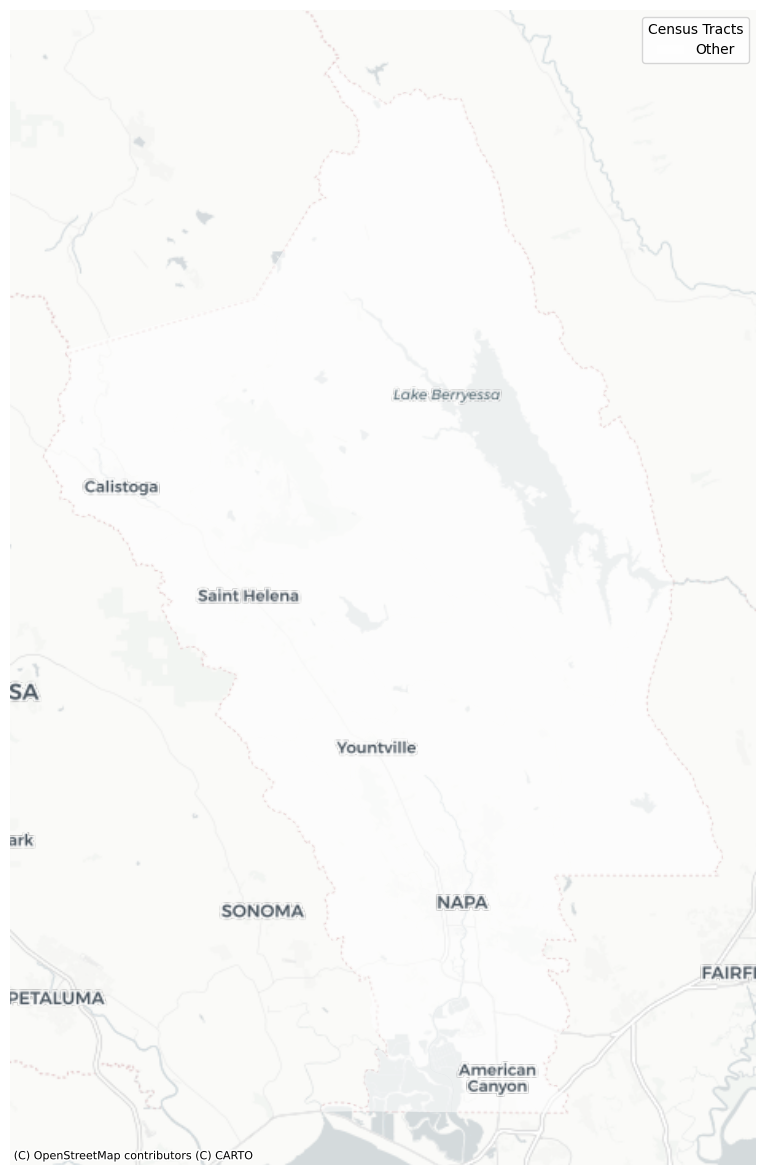 Census Tracts
Other
Lake Berryessa
Calistoga
Saint Helena
SA
Yountville
ark
NAPA
SONOMA
FAIRFI
PETALUMA
American
Canyon
(C) OpenStreetMap contributors (C) CARTO